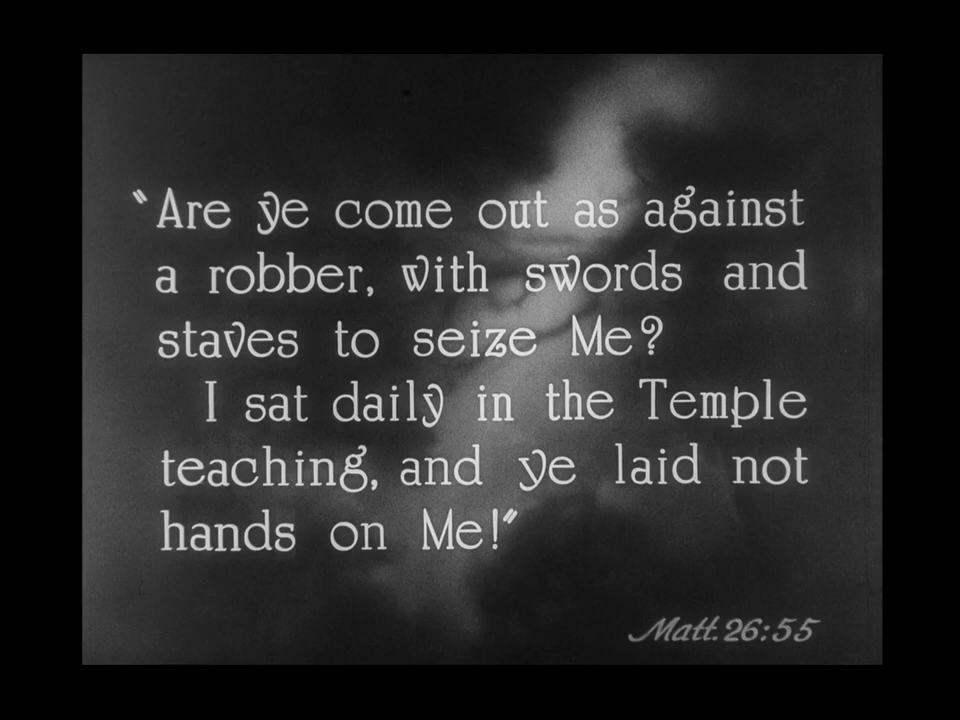 "Are ye come out as against
a robber, with swords and
staves to seize Me?
I sat daily in the Temple
teaching, and ye laid not
hands on Me!"
Matt. 26:55